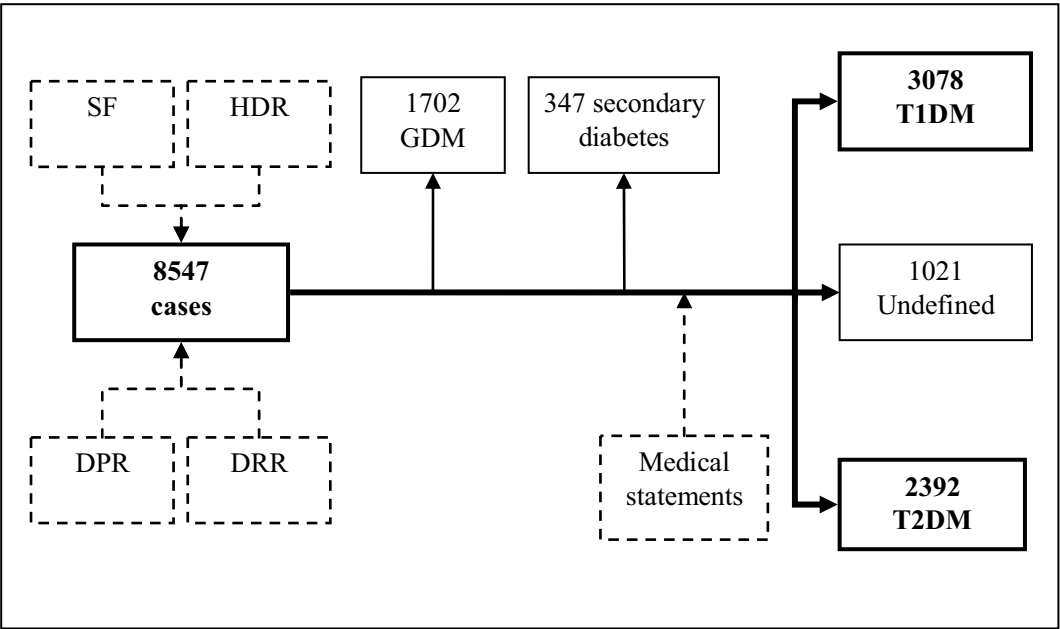 SF
HDR
1702
GDM
347 secondary
diabetes
3078
T1DM
8547
cases
1021
Undefined
DPR
DRR
Medical
statements
2392
T2DM